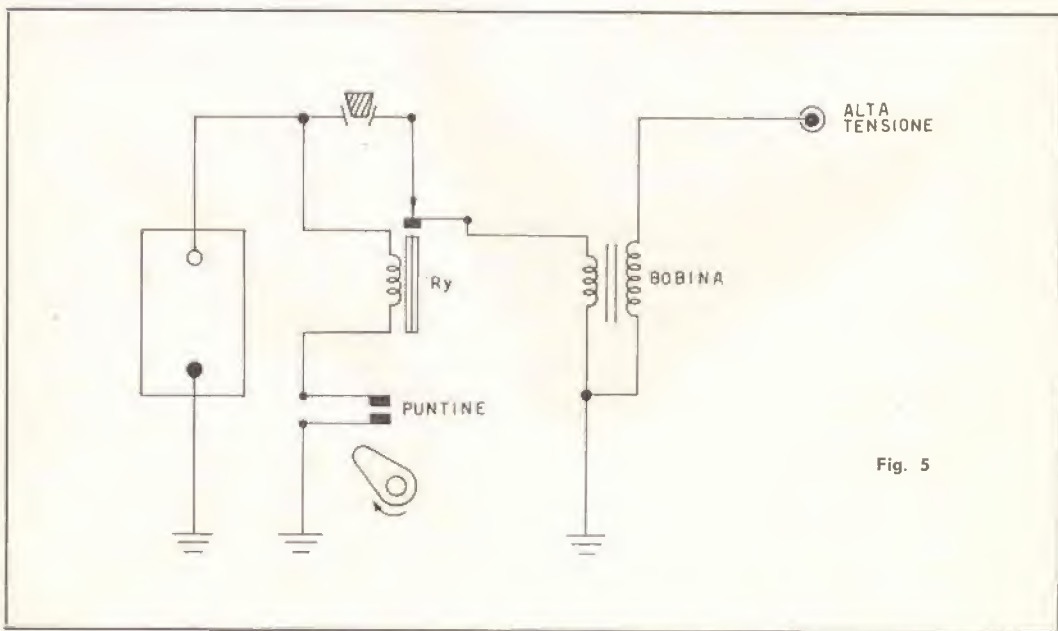 ALTA
TENSIONE
Ry
BOBINA
PUNTINE
Fig. 5